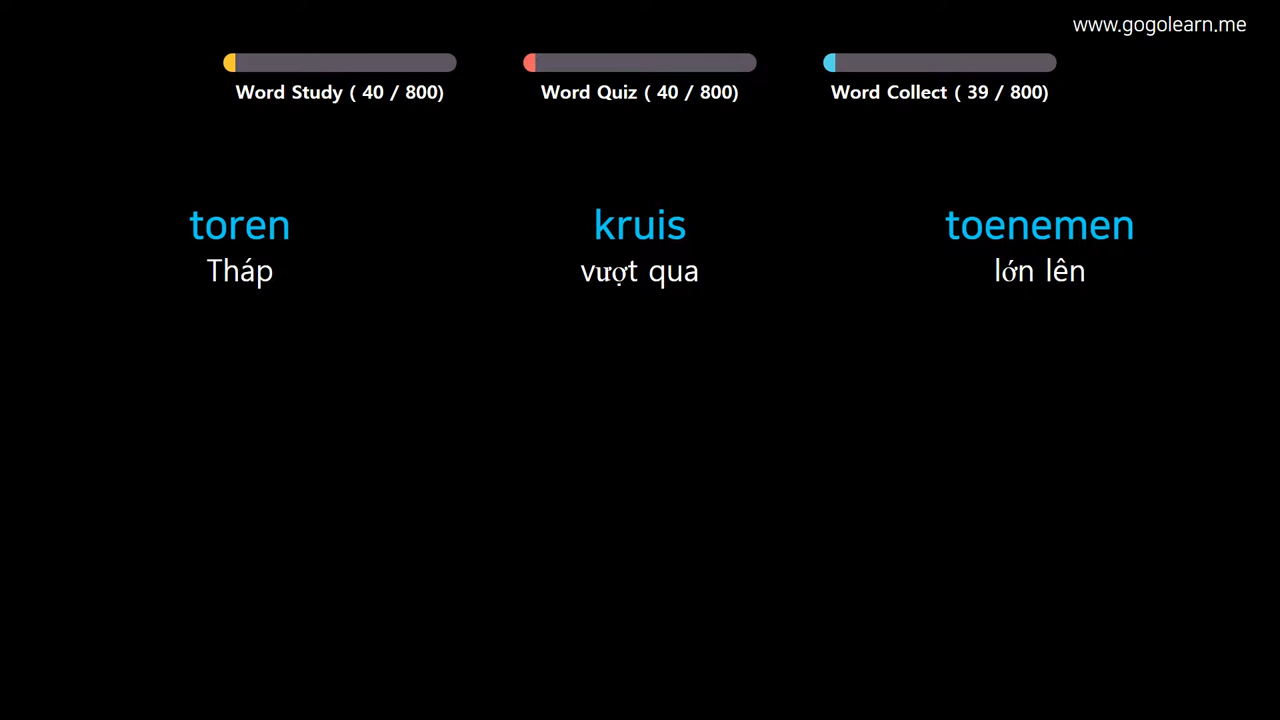 www.gogolearn.me
Word Study ( 40 / 800)
Word Quiz ( 40 / 800)
Word Collect ( 39 / 800)
toren
Tháp
kruis
vượt qua
toenemen
lớn lên